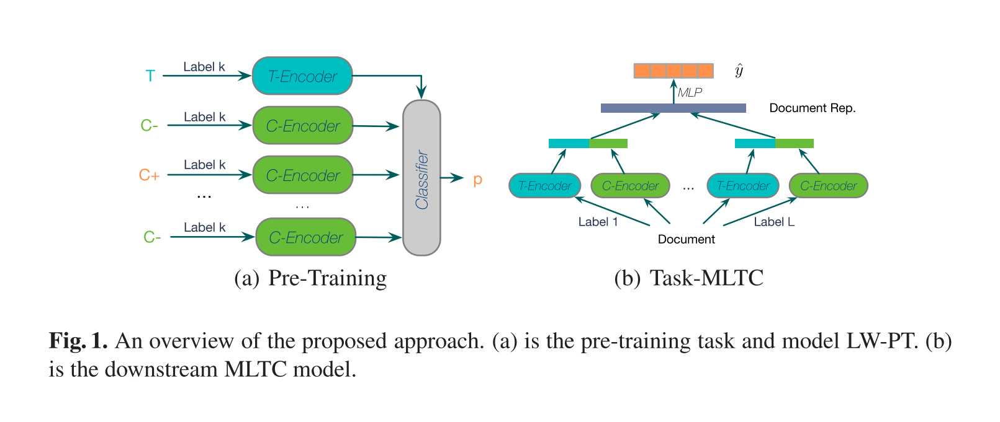 T Label k T-Encoder
C- Label k C-Encoder
C+ Label k C-Encoder
... ...
C- Label k C-Encoder
Classifier
p
(a) Pre-Training
ŷ
MLP
Document Rep.
T-Encoder C-Encoder ... T-Encoder C-Encoder
Label 1 Label L
Document
(b) Task-MLTC
Fig. 1. An overview of the proposed approach. (a) is the pre-training task and model LW-PT. (b)
is the downstream MLTC model.